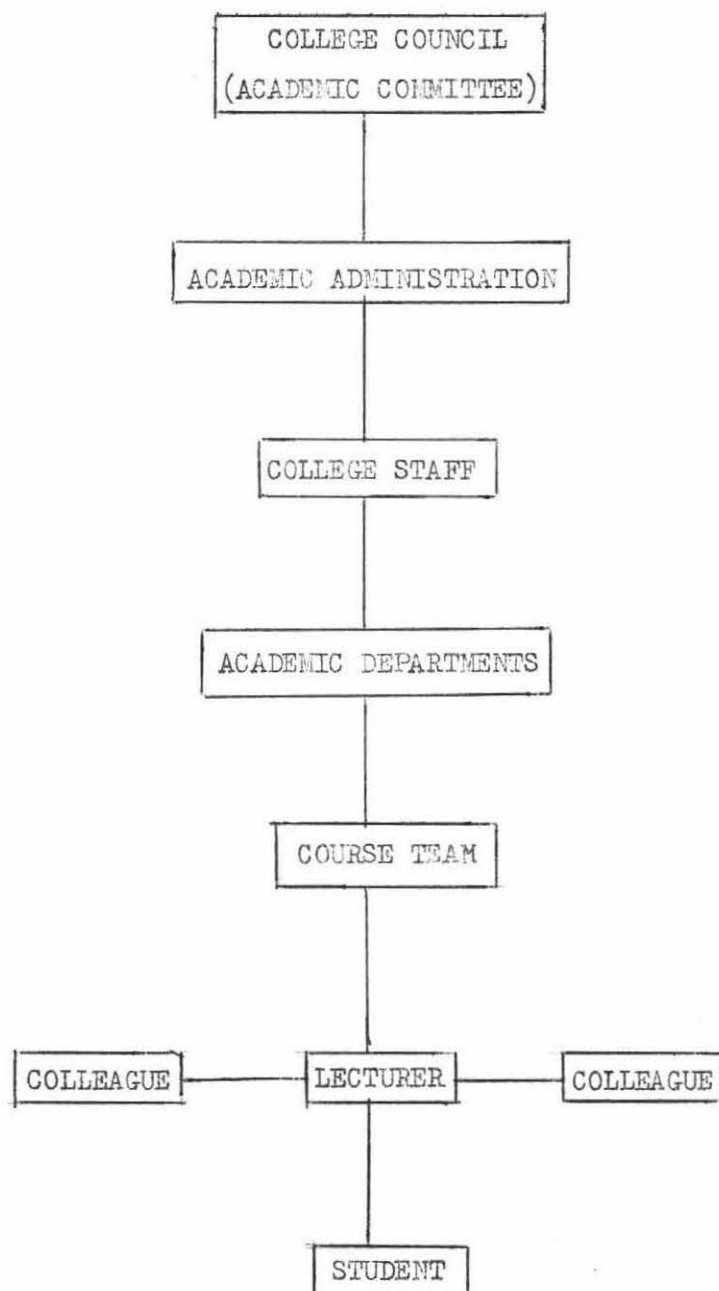 COLLEGE COUNCIL
(ACADEMIC COMMITTEE)
ACADEMIC ADMINISTRATION
COLLEGE STAFF
ACADEMIC DEPARTMENTS
COURSE TEAM
COLLEAGUE LECTURER COLLEAGUE
STUDENT